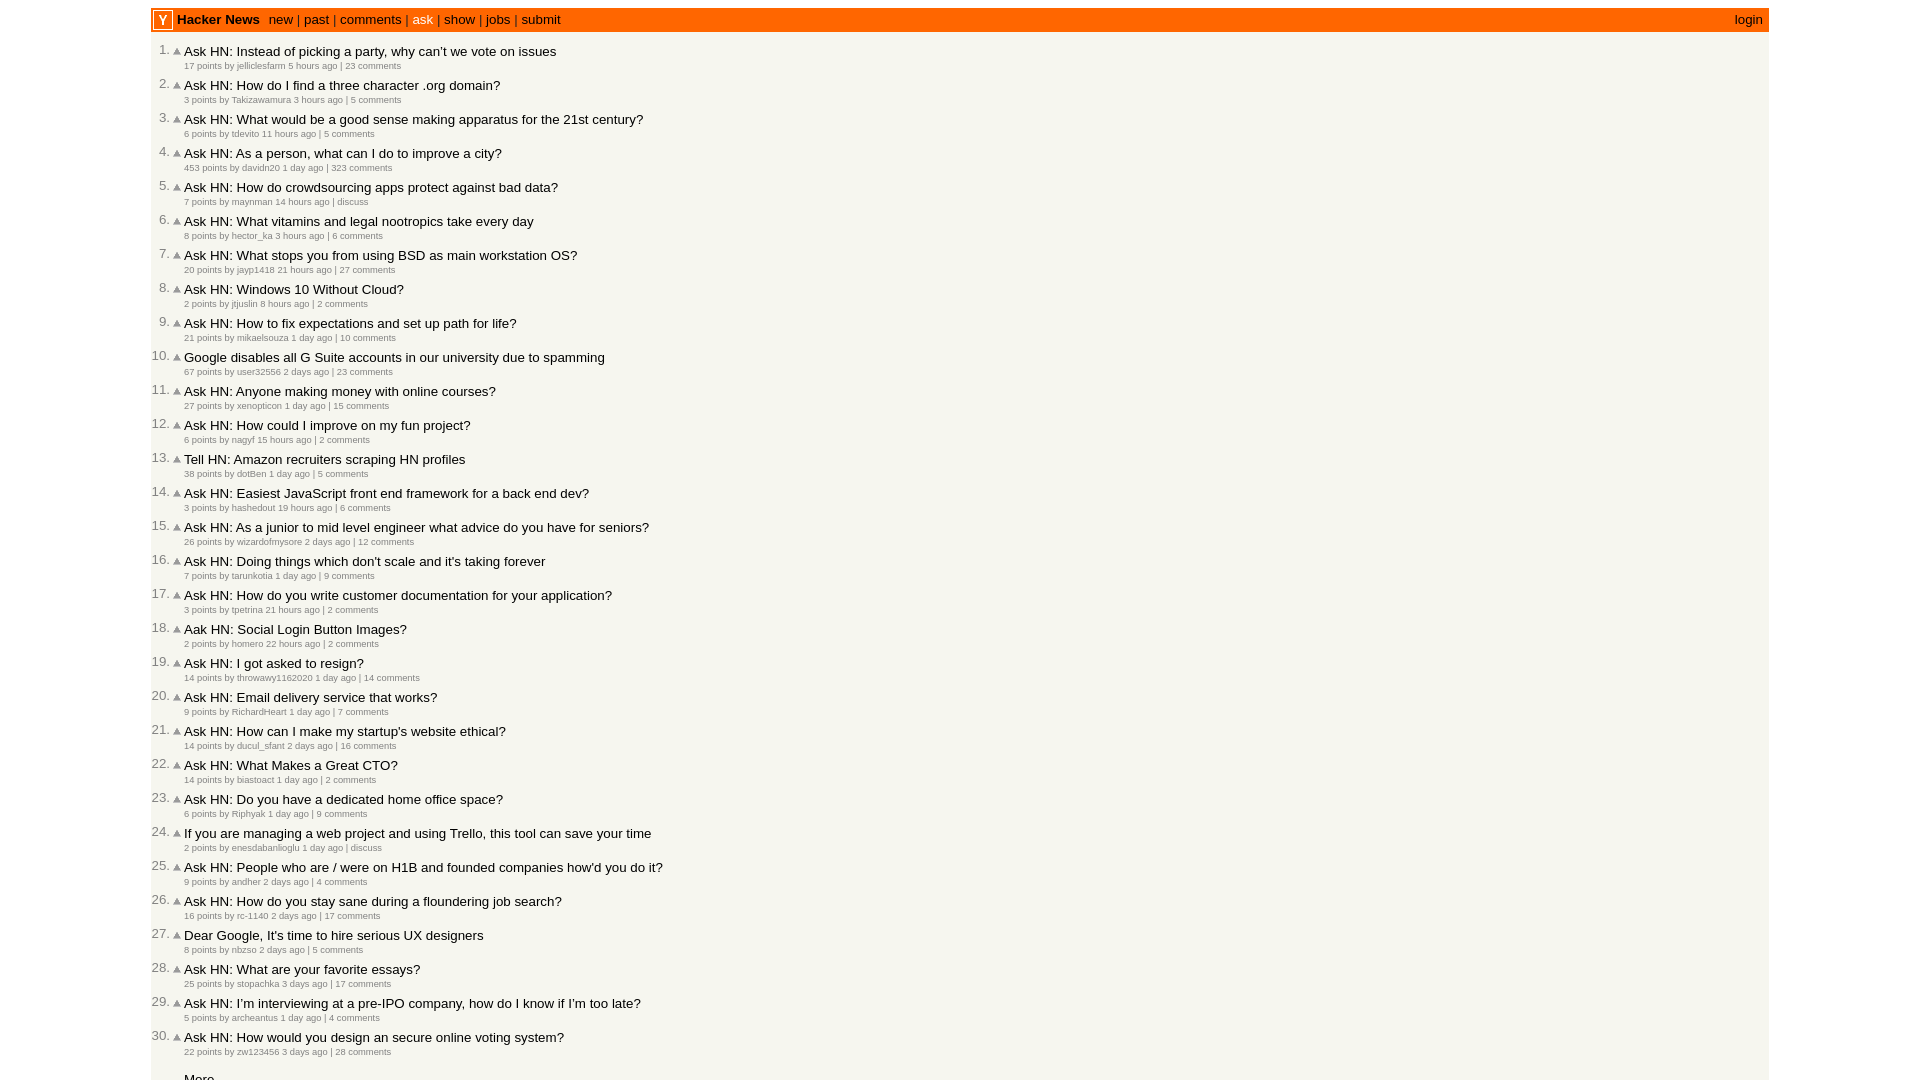 Y Hacker News new | past | comments | ask | show | jobs | submit login
1. Ask HN: Instead of picking a party, why can’t we vote on issues
17 points by jelliclesfarm 5 hours ago | 23 comments
2. Ask HN: How do I find a three character .org domain?
3 points by Takizawamura 3 hours ago | 5 comments
3. Ask HN: What would be a good sense making apparatus for the 21st century?
6 points by tdevito 11 hours ago | 5 comments
4. Ask HN: As a person, what can I do to improve a city?
453 points by davidn20 1 day ago | 323 comments
5. Ask HN: How do crowdsourcing apps protect against bad data?
7 points by maynman 14 hours ago | discuss
6. Ask HN: What vitamins and legal nootropics take every day
8 points by hector_ka 3 hours ago | 6 comments
7. Ask HN: What stops you from using BSD as main workstation OS?
20 points by jayp1418 21 hours ago | 27 comments
8. Ask HN: Windows 10 Without Cloud?
2 points by jtjuslin 8 hours ago | 2 comments
9. Ask HN: How to fix expectations and set up path for life?
21 points by mikaelsouza 1 day ago | 10 comments
10. Google disables all G Suite accounts in our university due to spamming
67 points by user32556 2 days ago | 23 comments
11. Ask HN: Anyone making money with online courses?
27 points by xenopticon 1 day ago | 15 comments
12. Ask HN: How could I improve on my fun project?
6 points by nagyf 15 hours ago | 2 comments
13. Tell HN: Amazon recruiters scraping HN profiles
38 points by dotBen 1 day ago | 5 comments
14. Ask HN: Easiest JavaScript front end framework for a back end dev?
3 points by hashedout 19 hours ago | 6 comments
15. Ask HN: As a junior to mid level engineer what advice do you have for seniors?
26 points by wizardofmysore 2 days ago | 12 comments
16. Ask HN: Doing things which don't scale and it's taking forever
7 points by tarunkotia 1 day ago | 9 comments
17. Ask HN: How do you write customer documentation for your application?
3 points by tpetrina 21 hours ago | 2 comments
18. Aak HN: Social Login Button Images?
2 points by homero 22 hours ago | 2 comments
19. Ask HN: I got asked to resign?
14 points by throwawy1162020 1 day ago | 14 comments
20. Ask HN: Email delivery service that works?
9 points by RichardHeart 1 day ago | 7 comments
21. Ask HN: How can I make my startup's website ethical?
14 points by ducul_sfant 2 days ago | 16 comments
22. Ask HN: What Makes a Great CTO?
14 points by biastoact 1 day ago | 2 comments
23. Ask HN: Do you have a dedicated home office space?
6 points by Riphyak 1 day ago | 9 comments
24. If you are managing a web project and using Trello, this tool can save your time
2 points by enesdabanlioglu 1 day ago | discuss
25. Ask HN: People who are / were on H1B and founded companies how'd you do it?
9 points by andher 2 days ago | 4 comments
26. Ask HN: How do you stay sane during a floundering job search?
16 points by rc-1140 2 days ago | 17 comments
27. Dear Google, It's time to hire serious UX designers
8 points by nbzso 2 days ago | 5 comments
28. Ask HN: What are your favorite essays?
25 points by stopachka 3 days ago | 17 comments
29. Ask HN: I’m interviewing at a pre-IPO company, how do I know if I’m too late?
5 points by archeantus 1 day ago | 4 comments
30. Ask HN: How would you design an secure online voting system?
22 points by zw123456 3 days ago | 28 comments
More